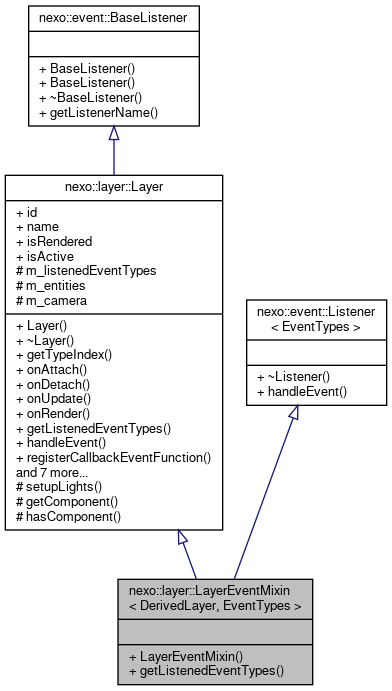 nexo::event::BaseListener
+ BaseListener()
+ BaseListener()
+ ~BaseListener()
+ getListenerName()
nexo::layer::Layer
+ id
+ name
+ isRendered
+ isActive
# m_listenedEventTypes
# m_entities
# m_camera
+ Layer()
+ ~Layer()
+ getTypeIndex()
+ onAttach()
+ onDetach()
+ onUpdate()
+ onRender()
+ getListenedEventTypes()
+ handleEvent()
+ registerCallbackEventFunction()
and 7 more...
# setupLights()
# getComponent()
# hasComponent()
nexo::event::Listener
< EventTypes >
+ ~Listener()
+ handleEvent()
nexo::layer::LayerEventMixin
< DerivedLayer, EventTypes >
+ LayerEventMixin()
+ getListenedEventTypes()